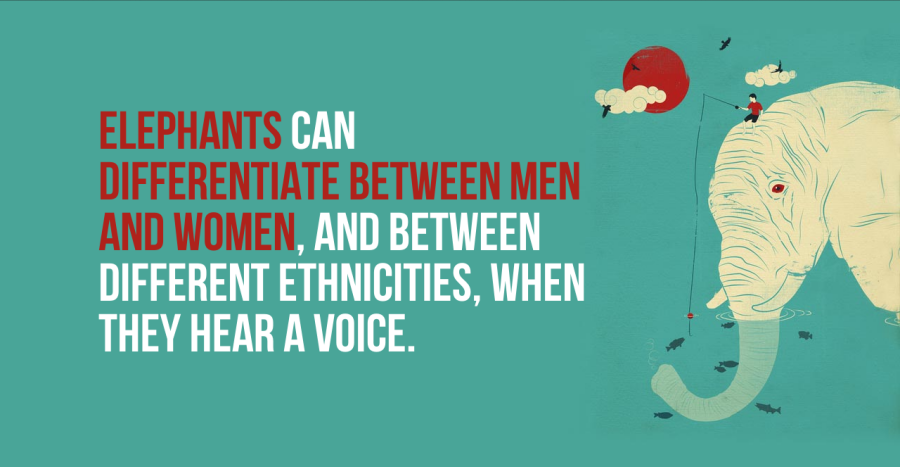 ELEPHANTS CAN
DIFFERENTIATE BETWEEN MEN
AND WOMEN, AND BETWEEN
DIFFERENT ETHNICITIES, WHEN
THEY HEAR A VOICE.